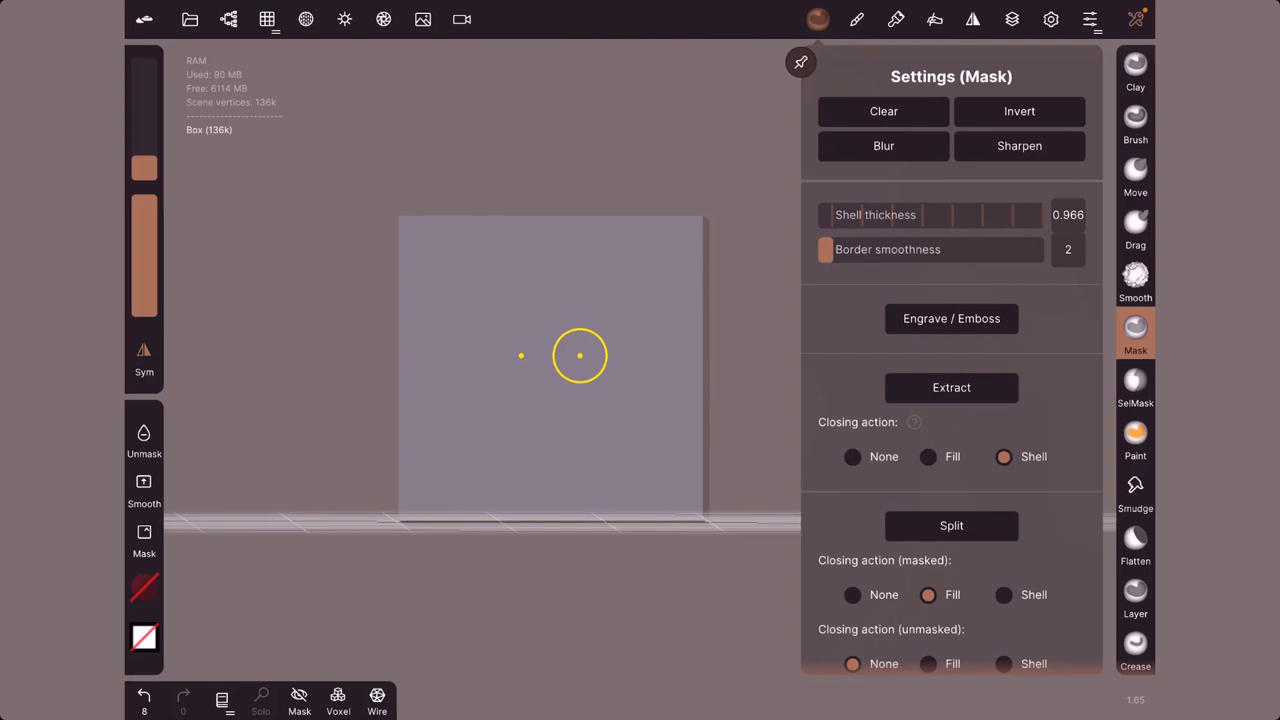 RAM
Used: 90 MB
Free: 6114 MB
Scene vertices: 136k
-----------------------
Box (136k)
Sym
Unmask
Smooth
Mask
8
0
Solo
Mask
Voxel
Wire
Settings (Mask)
Clear
Invert
Blur
Sharpen
Shell thickness
0.966
Border smoothness
2
Engrave / Emboss
Extract
Closing action: ?
None
Fill
Shell
Split
Closing action (masked):
None
Fill
Shell
Closing action (unmasked):
None
Fill
Shell
Clay
Brush
Move
Drag
Smooth
Mask
SelMask
Paint
Smudge
Flatten
Layer
Crease
1.65